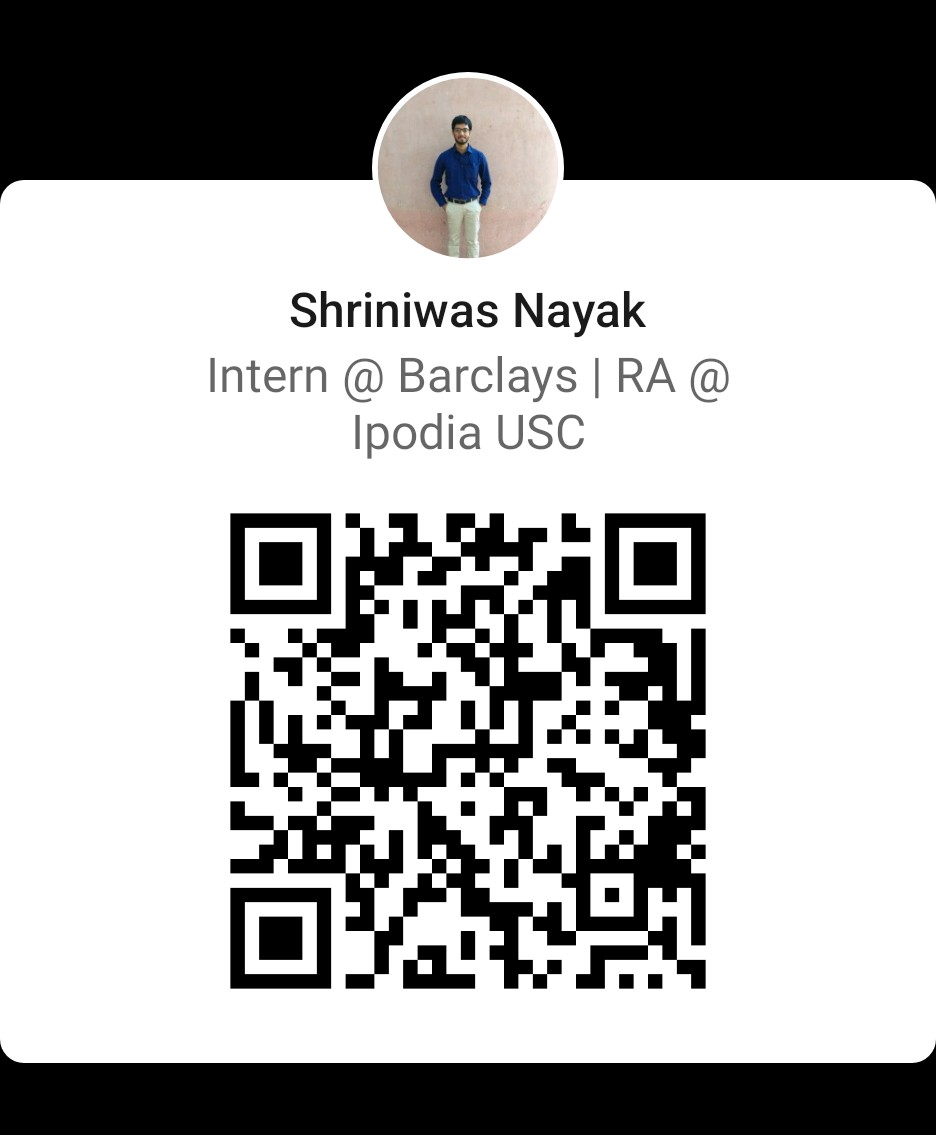 Shriniwas Nayak
Intern @ Barclays | RA @
Ipodia USC